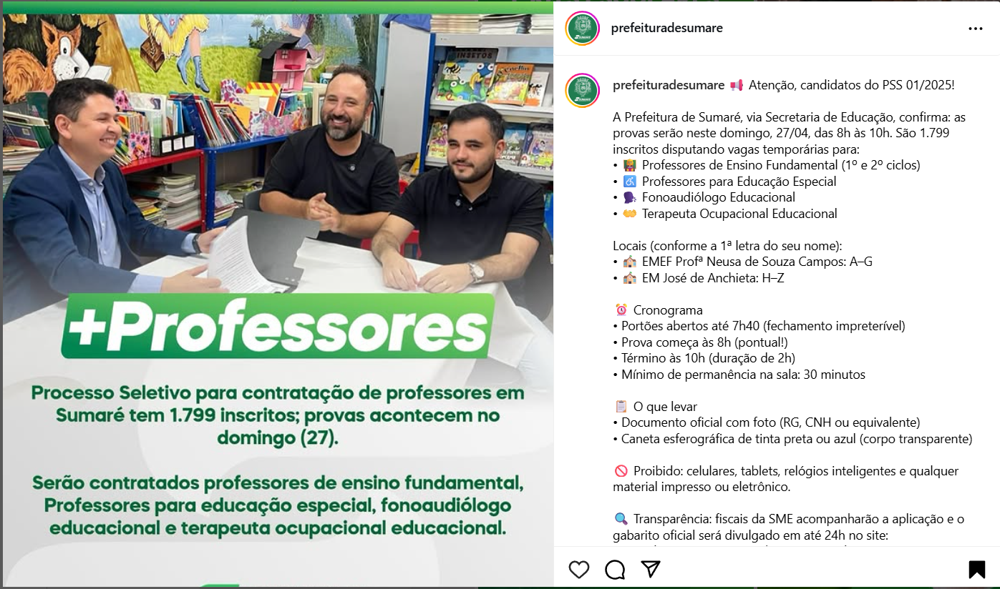 INSETOS
+Professores
Processo Seletivo para contratação de professores em
Sumaré tem 1.799 inscritos; provas acontecem no
domingo (27).
Serão contratados professores de ensino fundamental,
Professores para educação especial, fonoaudiólogo
educacional e terapeuta ocupacional educacional.
prefeituradesumare
prefeituradesumare 📢 Atenção, candidatos do PSS 01/2025!
A Prefeitura de Sumaré, via Secretaria de Educação, confirma: as
provas serão neste domingo, 27/04, das 8h às 10h. São 1.799
inscritos disputando vagas temporárias para:
• 👩‍🏫 Professores de Ensino Fundamental (1º e 2º ciclos)
• ♿ Professores para Educação Especial
• 🗣 Fonoaudiólogo Educacional
• 🤲 Terapeuta Ocupacional Educacional
Locais (conforme a 1ª letra do seu nome):
• 🏫 EMEF Profª Neusa de Souza Campos: A–G
• 🏫 EM José de Anchieta: H–Z
⏰ Cronograma
• Portões abertos até 7h40 (fechamento impreterível)
• Prova começa às 8h (pontual!)
• Término às 10h (duração de 2h)
• Mínimo de permanência na sala: 30 minutos
📋 O que levar
• Documento oficial com foto (RG, CNH ou equivalente)
• Caneta esferográfica de tinta preta ou azul (corpo transparente)
🚫 Proibido: celulares, tablets, relógios inteligentes e qualquer
material impresso ou eletrônico.
🔍 Transparência: fiscais da SME acompanharão a aplicação e o
gabarito oficial será divulgado em até 24h no site: